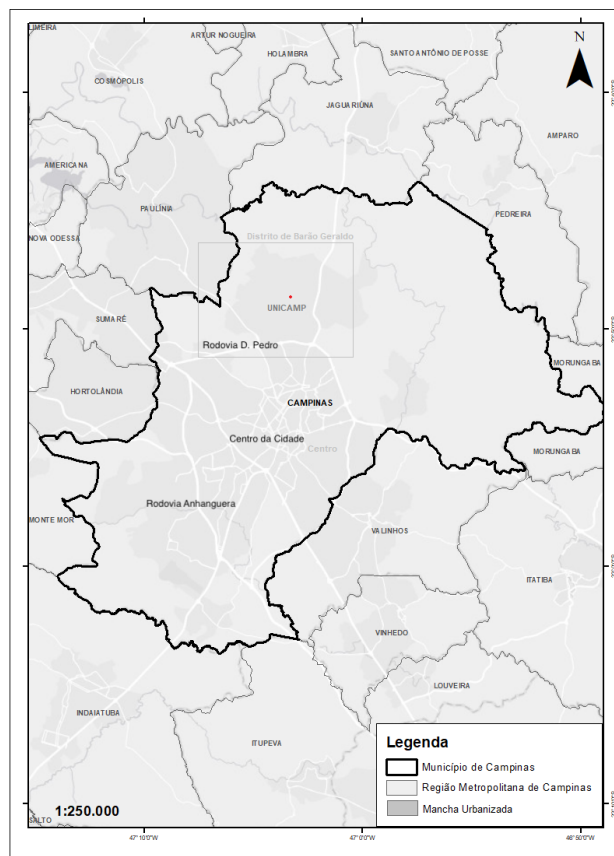 LIMEIRA
ARTUR NOGUEIRA
HOLAMBRA
SANTO ANTÔNIO DE POSSE
N
COSMÓPOLIS
JAGUARIÚNA
AMPARO
AMERICANA
PAULÍNIA
PEDREIRA
NOVA ODESSA
Distrito de Barão Geraldo
UNICAMP
SUMARÉ
Rodovia D. Pedro
MORUNGABA
HORTOLÂNDIA
CAMPINAS
Centro da Cidade
Centro
MORUNGABA
Rodovia Anhanguera
MONTE MOR
VALINHOS
ITATIBA
VINHEDO
LOUVEIRA
INDAIATUBA
ITUPEVA
Legenda
Município de Campinas
Região Metropolitana de Campinas
Mancha Urbanizada
1:250.000
SALTO
47°10'0"W
47°0'0"W
46°50'0"W